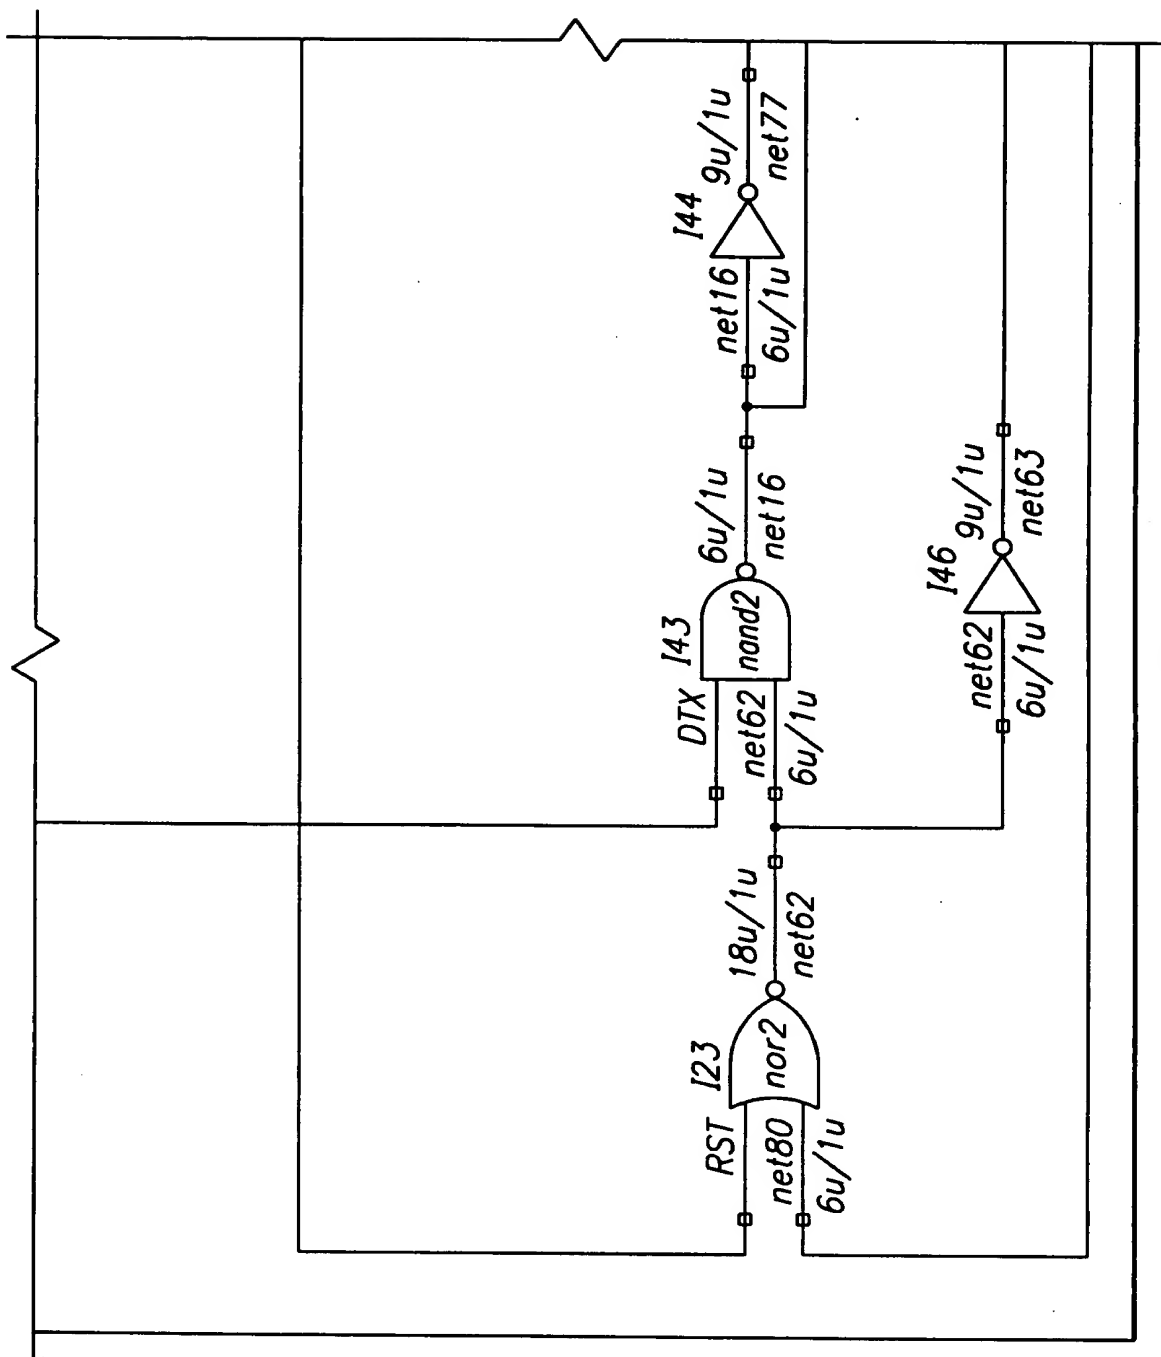 I44
9u/1u
net16
net77
6u/1u
I43
6u/1u
DTX
nand2
net16
net62
6u/1u
I46
9u/1u
net62
net63
6u/1u
I23
18u/1u
RST
nor2
net62
net80
6u/1u